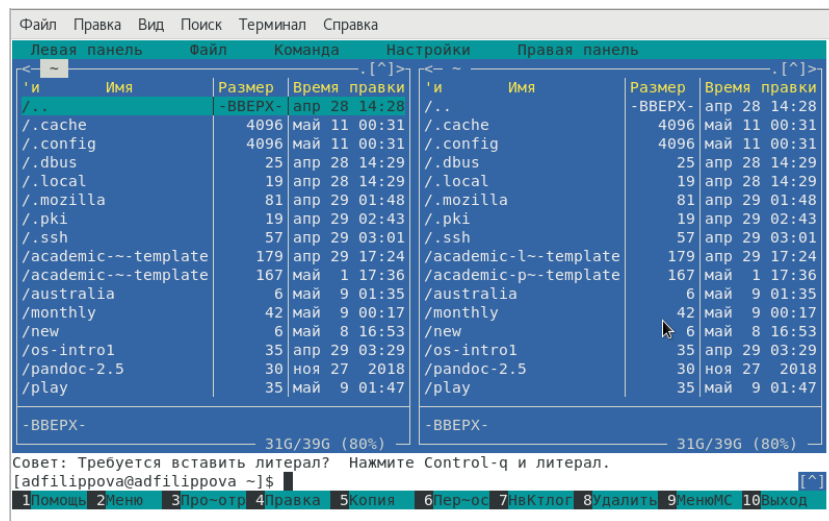 Файл Правка Вид Поиск Терминал Справка
Левая панель Файл Команда Настройки Правая панель
<— ~ —.[^]> <— ~ —.[^]>
'и Имя Размер Время правки 'и Имя Размер Время правки
/.. -ВВЕРХ- апр 28 14:28 /.. -ВВЕРХ- апр 28 14:28
/.cache 4096 май 11 00:31 /.cache 4096 май 11 00:31
/.config 4096 май 11 00:31 /.config 4096 май 11 00:31
/.dbus 25 апр 28 14:29 /.dbus 25 апр 28 14:29
/.local 19 апр 28 14:29 /.local 19 апр 28 14:29
/.mozilla 81 апр 29 01:48 /.mozilla 81 апр 29 01:48
/.pki 19 апр 29 02:43 /.pki 19 апр 29 02:43
/.ssh 57 апр 29 03:01 /.ssh 57 апр 29 03:01
/academic-~-template 179 апр 29 17:24 /academic-l~-template 179 апр 29 17:24
/academic-~-template 167 май 1 17:36 /academic-p~-template 167 май 1 17:36
/australia 6 май 9 01:35 /australia 6 май 9 01:35
/monthly 42 май 9 00:17 /monthly 42 май 9 00:17
/new 6 май 8 16:53 /new 6 май 8 16:53
/os-intro1 35 апр 29 03:29 /os-intro1 35 апр 29 03:29
/pandoc-2.5 30 ноя 27 2018 /pandoc-2.5 30 ноя 27 2018
/play 35 май 9 01:47 /play 35 май 9 01:47
-ВВЕРХ- -ВВЕРХ-
31G/39G (80%) 31G/39G (80%)
Совет: Требуется вставить литерал? Нажмите Control-q и литерал.
[adfilippova@adfilippova ~]$ [^]
1Помощь 2Меню 3Про~отр 4Правка 5Копия 6Пер~ос 7НвКтлог 8Удалить 9МенюМС 10Выход